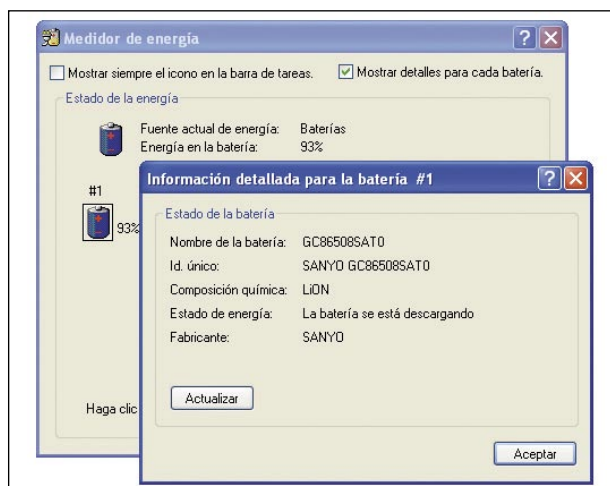 Medidor de energía
Mostrar siempre el icono en la barra de tareas. Mostrar detalles para cada batería.
Estado de la energía
Fuente actual de energía: Baterías
Energía en la batería: 93%
#1
93%
Haga clic
Información detallada para la batería #1
Estado de la batería
Nombre de la batería: GC86508SAT0
Id. único: SANYO GC86508SAT0
Composición química: LiON
Estado de energía: La batería se está descargando
Fabricante: SANYO
Actualizar
Aceptar